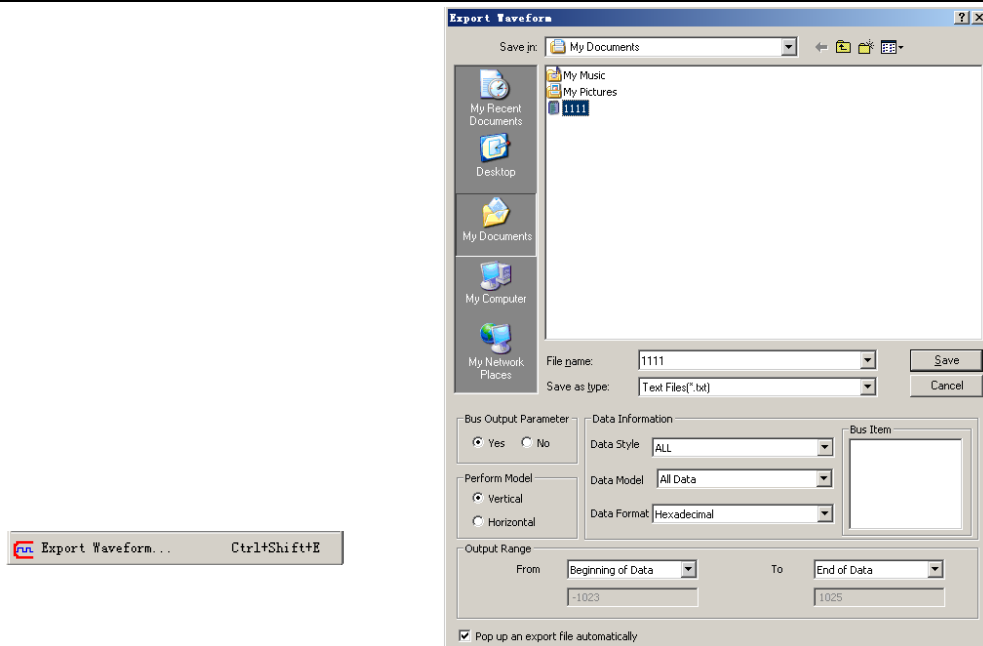 Export Waveform
Save in: My Documents
My Recent Documents
Desktop
My Documents
My Computer
My Network Places
My Music
My Pictures
1111
File name: 1111 Save
Save as type: Text Files(*.txt) Cancel
Bus Output Parameter
Yes No
Perform Model
Vertical
Horizontal
Data Information
Data Style ALL
Data Model All Data
Data Format Hexadecimal
Bus Item
Export Waveform... Ctrl+Shift+E
Output Range
From Beginning of Data To End of Data
-1023 1025
Pop up an export file automatically